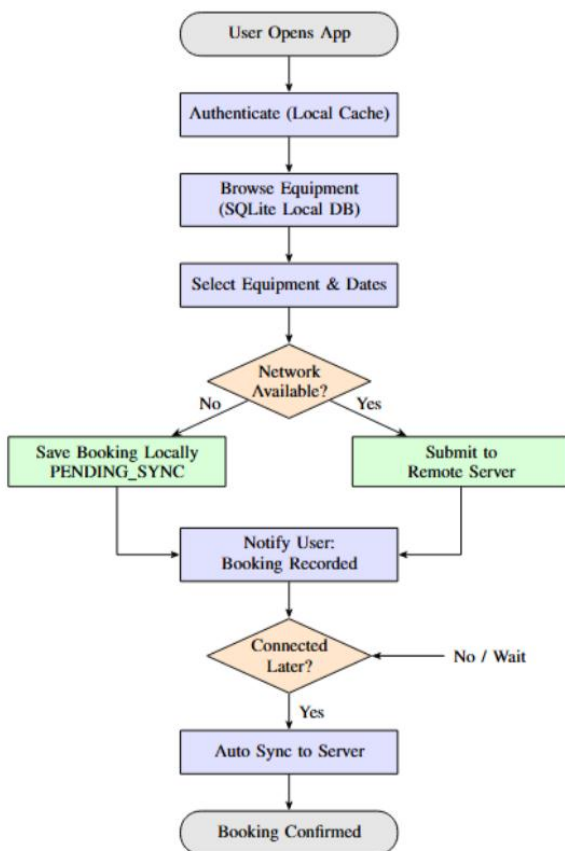 User Opens App
Authenticate (Local Cache)
Browse Equipment
(SQLite Local DB)
Select Equipment & Dates
Network
Available?
No
Yes
Save Booking Locally
PENDING_SYNC
Submit to
Remote Server
Notify User:
Booking Recorded
Connected
Later?
No / Wait
Yes
Auto Sync to Server
Booking Confirmed